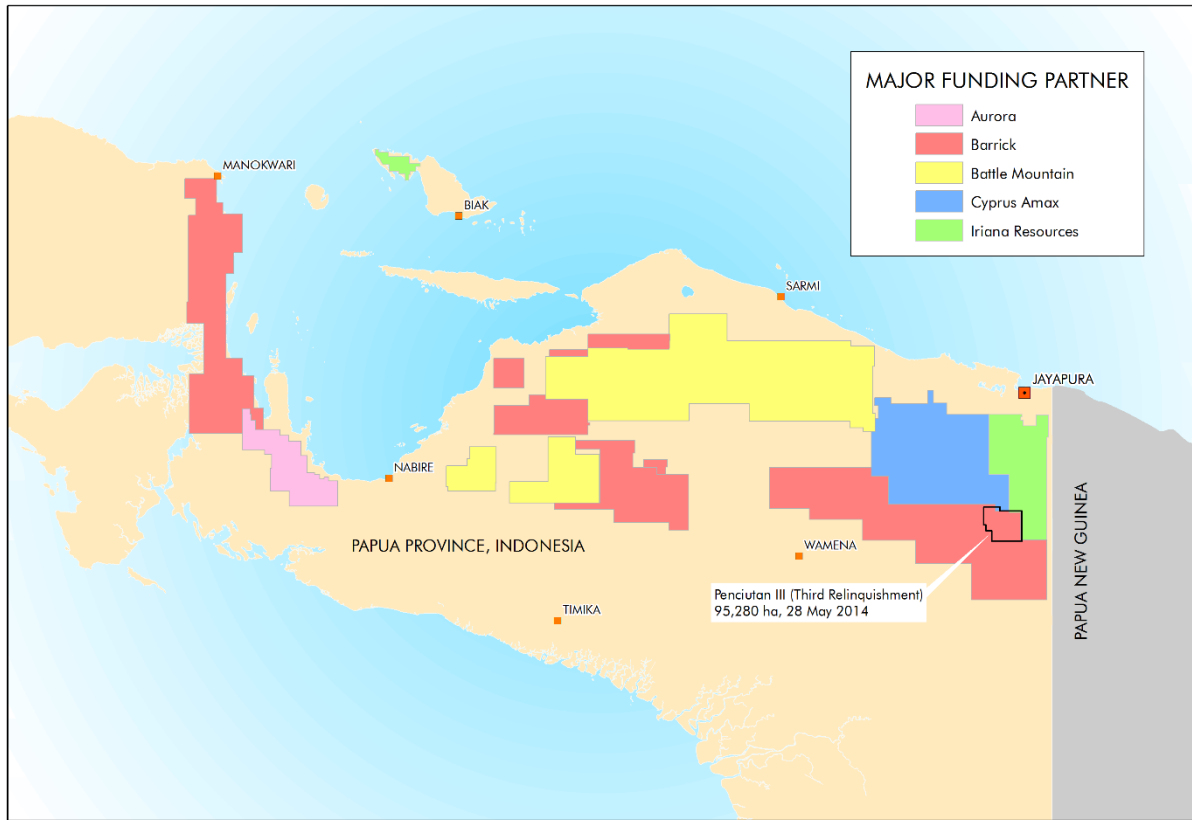 MAJOR FUNDING PARTNER
Aurora
Barrick
Battle Mountain
Cyprus Amax
Iriana Resources
MANOKWARI
BIAK
SARMI
JAYAPURA
NABIRE
PAPUA PROVINCE, INDONESIA
WAMENA
Penciutan III (Third Relinquishment)
95,280 ha, 28 May 2014
TIMIKA
PAPUA NEW GUINEA